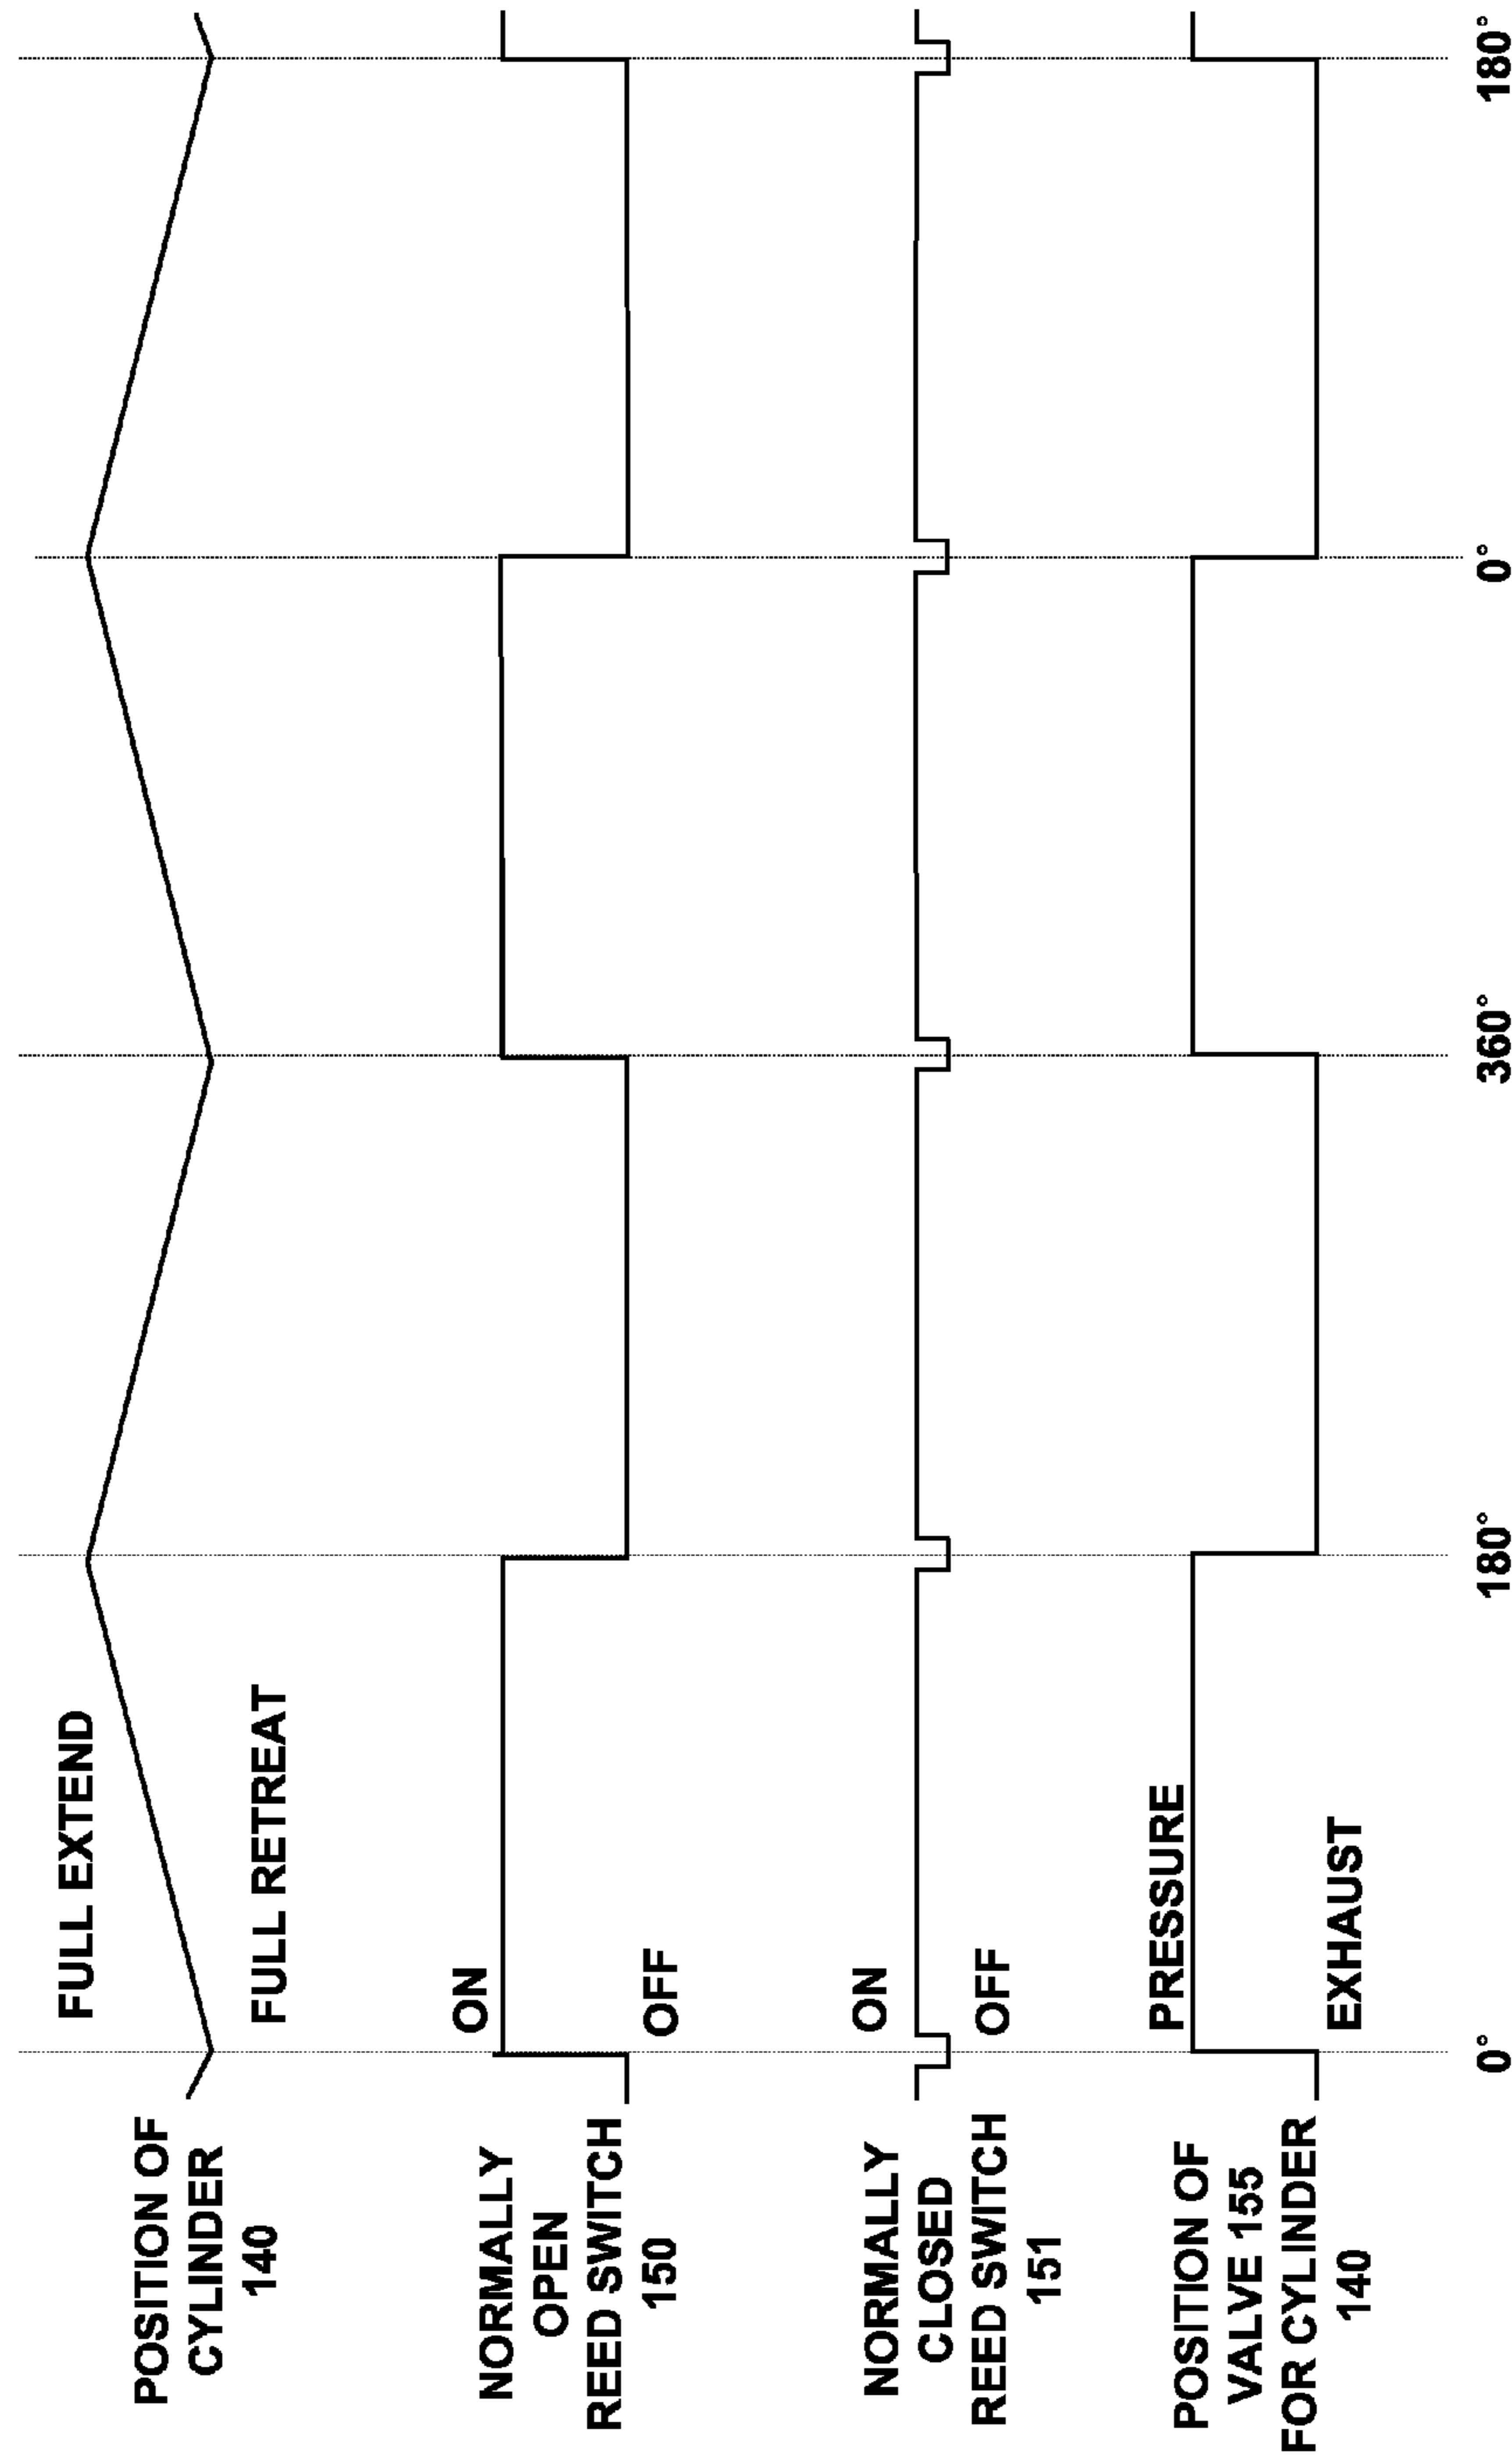 FULL EXTEND
POSITION OF
CYLINDER
140
FULL RETREAT
ON
NORMALLY
OPEN
REED SWITCH
150
OFF
ON
NORMALLY
CLOSED
REED SWITCH
151
OFF
PRESSURE
POSITION OF
VALVE 155
FOR CYLINDER
140
EXHAUST
0° 180° 360° 0° 180°